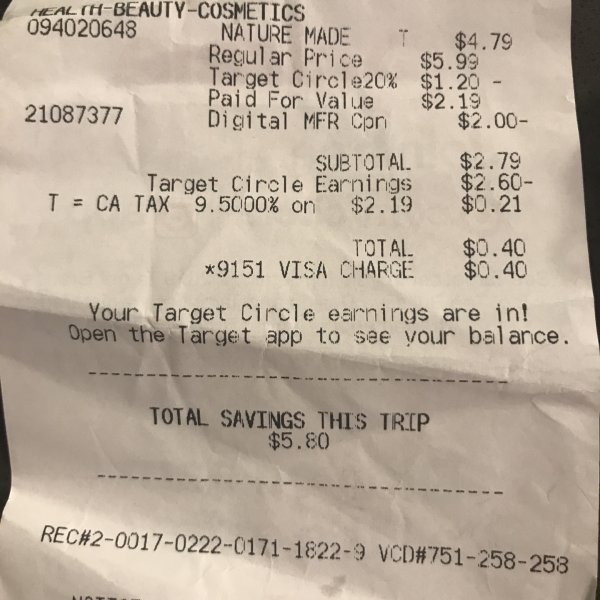 HEALTH-BEAUTY-COSMETICS
094020648 NATURE MADE T $4.79
Regular Price $5.99
Target Circle20% $1.20 -
Paid For Value $2.19
21087377 Digital MFR Cpn $2.00-
SUBTOTAL $2.79
Target Circle Earnings $2.60-
T = CA TAX 9.5000% on $2.19 $0.21
TOTAL $0.40
*9151 VISA CHARGE $0.40
Your Target Circle earnings are in!
Open the Target app to see your balance.
TOTAL SAVINGS THIS TRIP
$5.80
REC#2-0017-0222-0171-1822-9 VCD#751-258-258